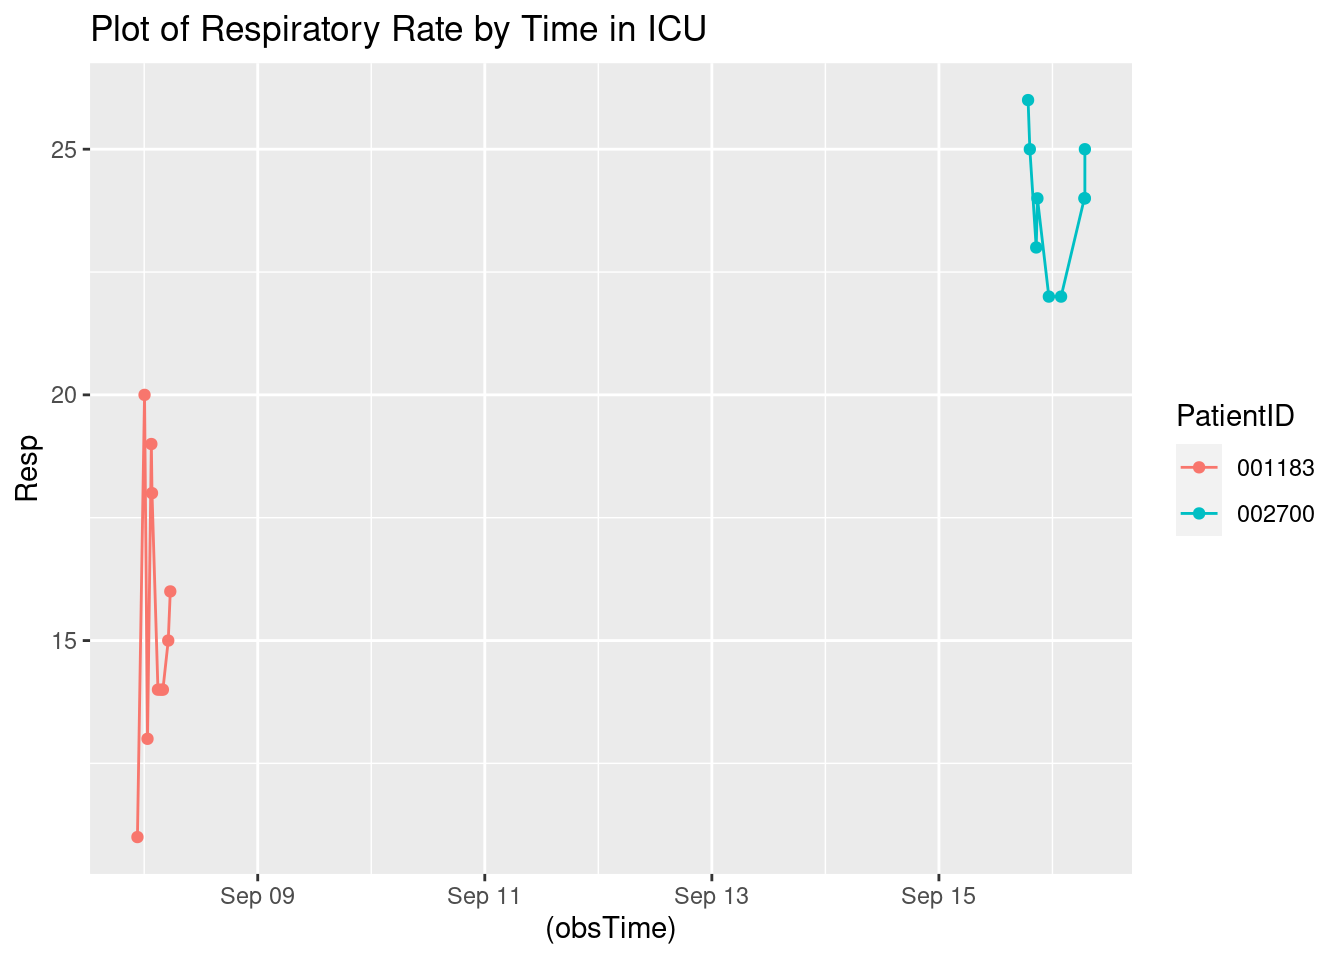 Plot of Respiratory Rate by Time in ICU
25
20
15
Resp
Sep 09
Sep 11
Sep 13
Sep 15
(obsTime)
PatientID
001183
002700